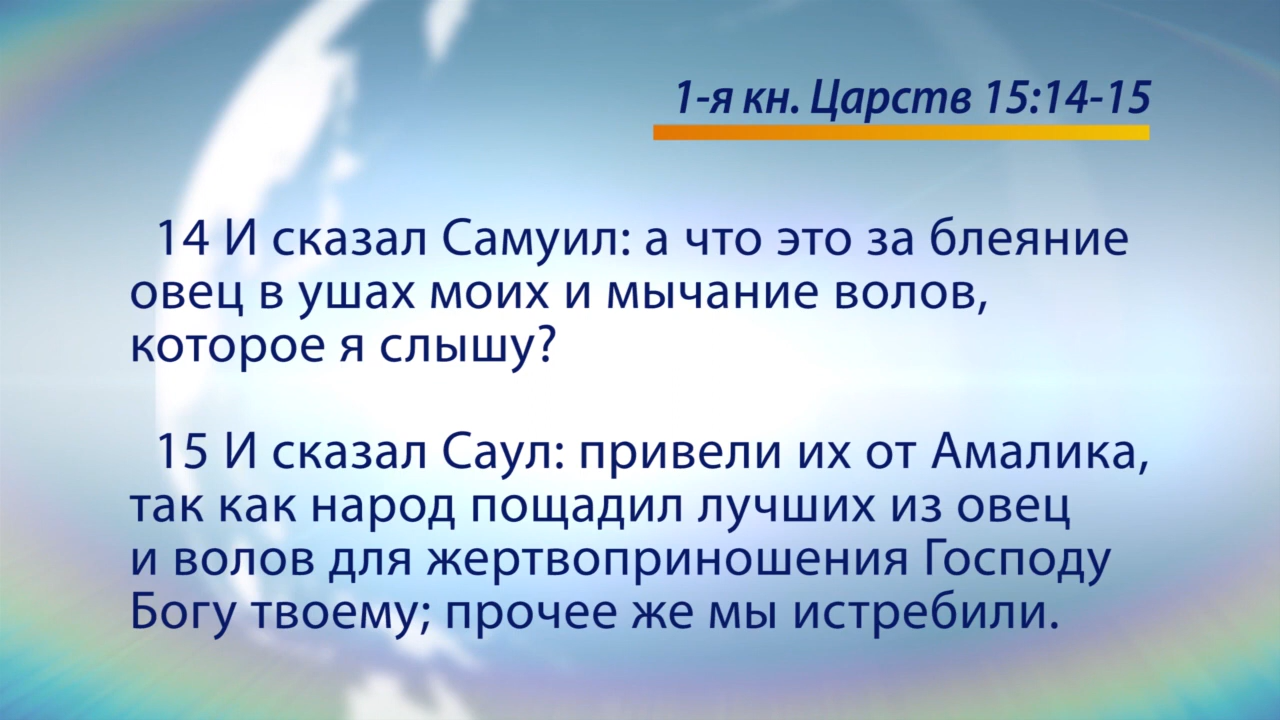 1-я кн. Царств 15:14-15
14 И сказал Самуил: а что это за блеяние
овец в ушах моих и мычание волов,
которое я слышу?
15 И сказал Саул: привели их от Амалика,
так как народ пощадил лучших из овец
и волов для жертвоприношения Господу
Богу твоему; прочее же мы истребили.